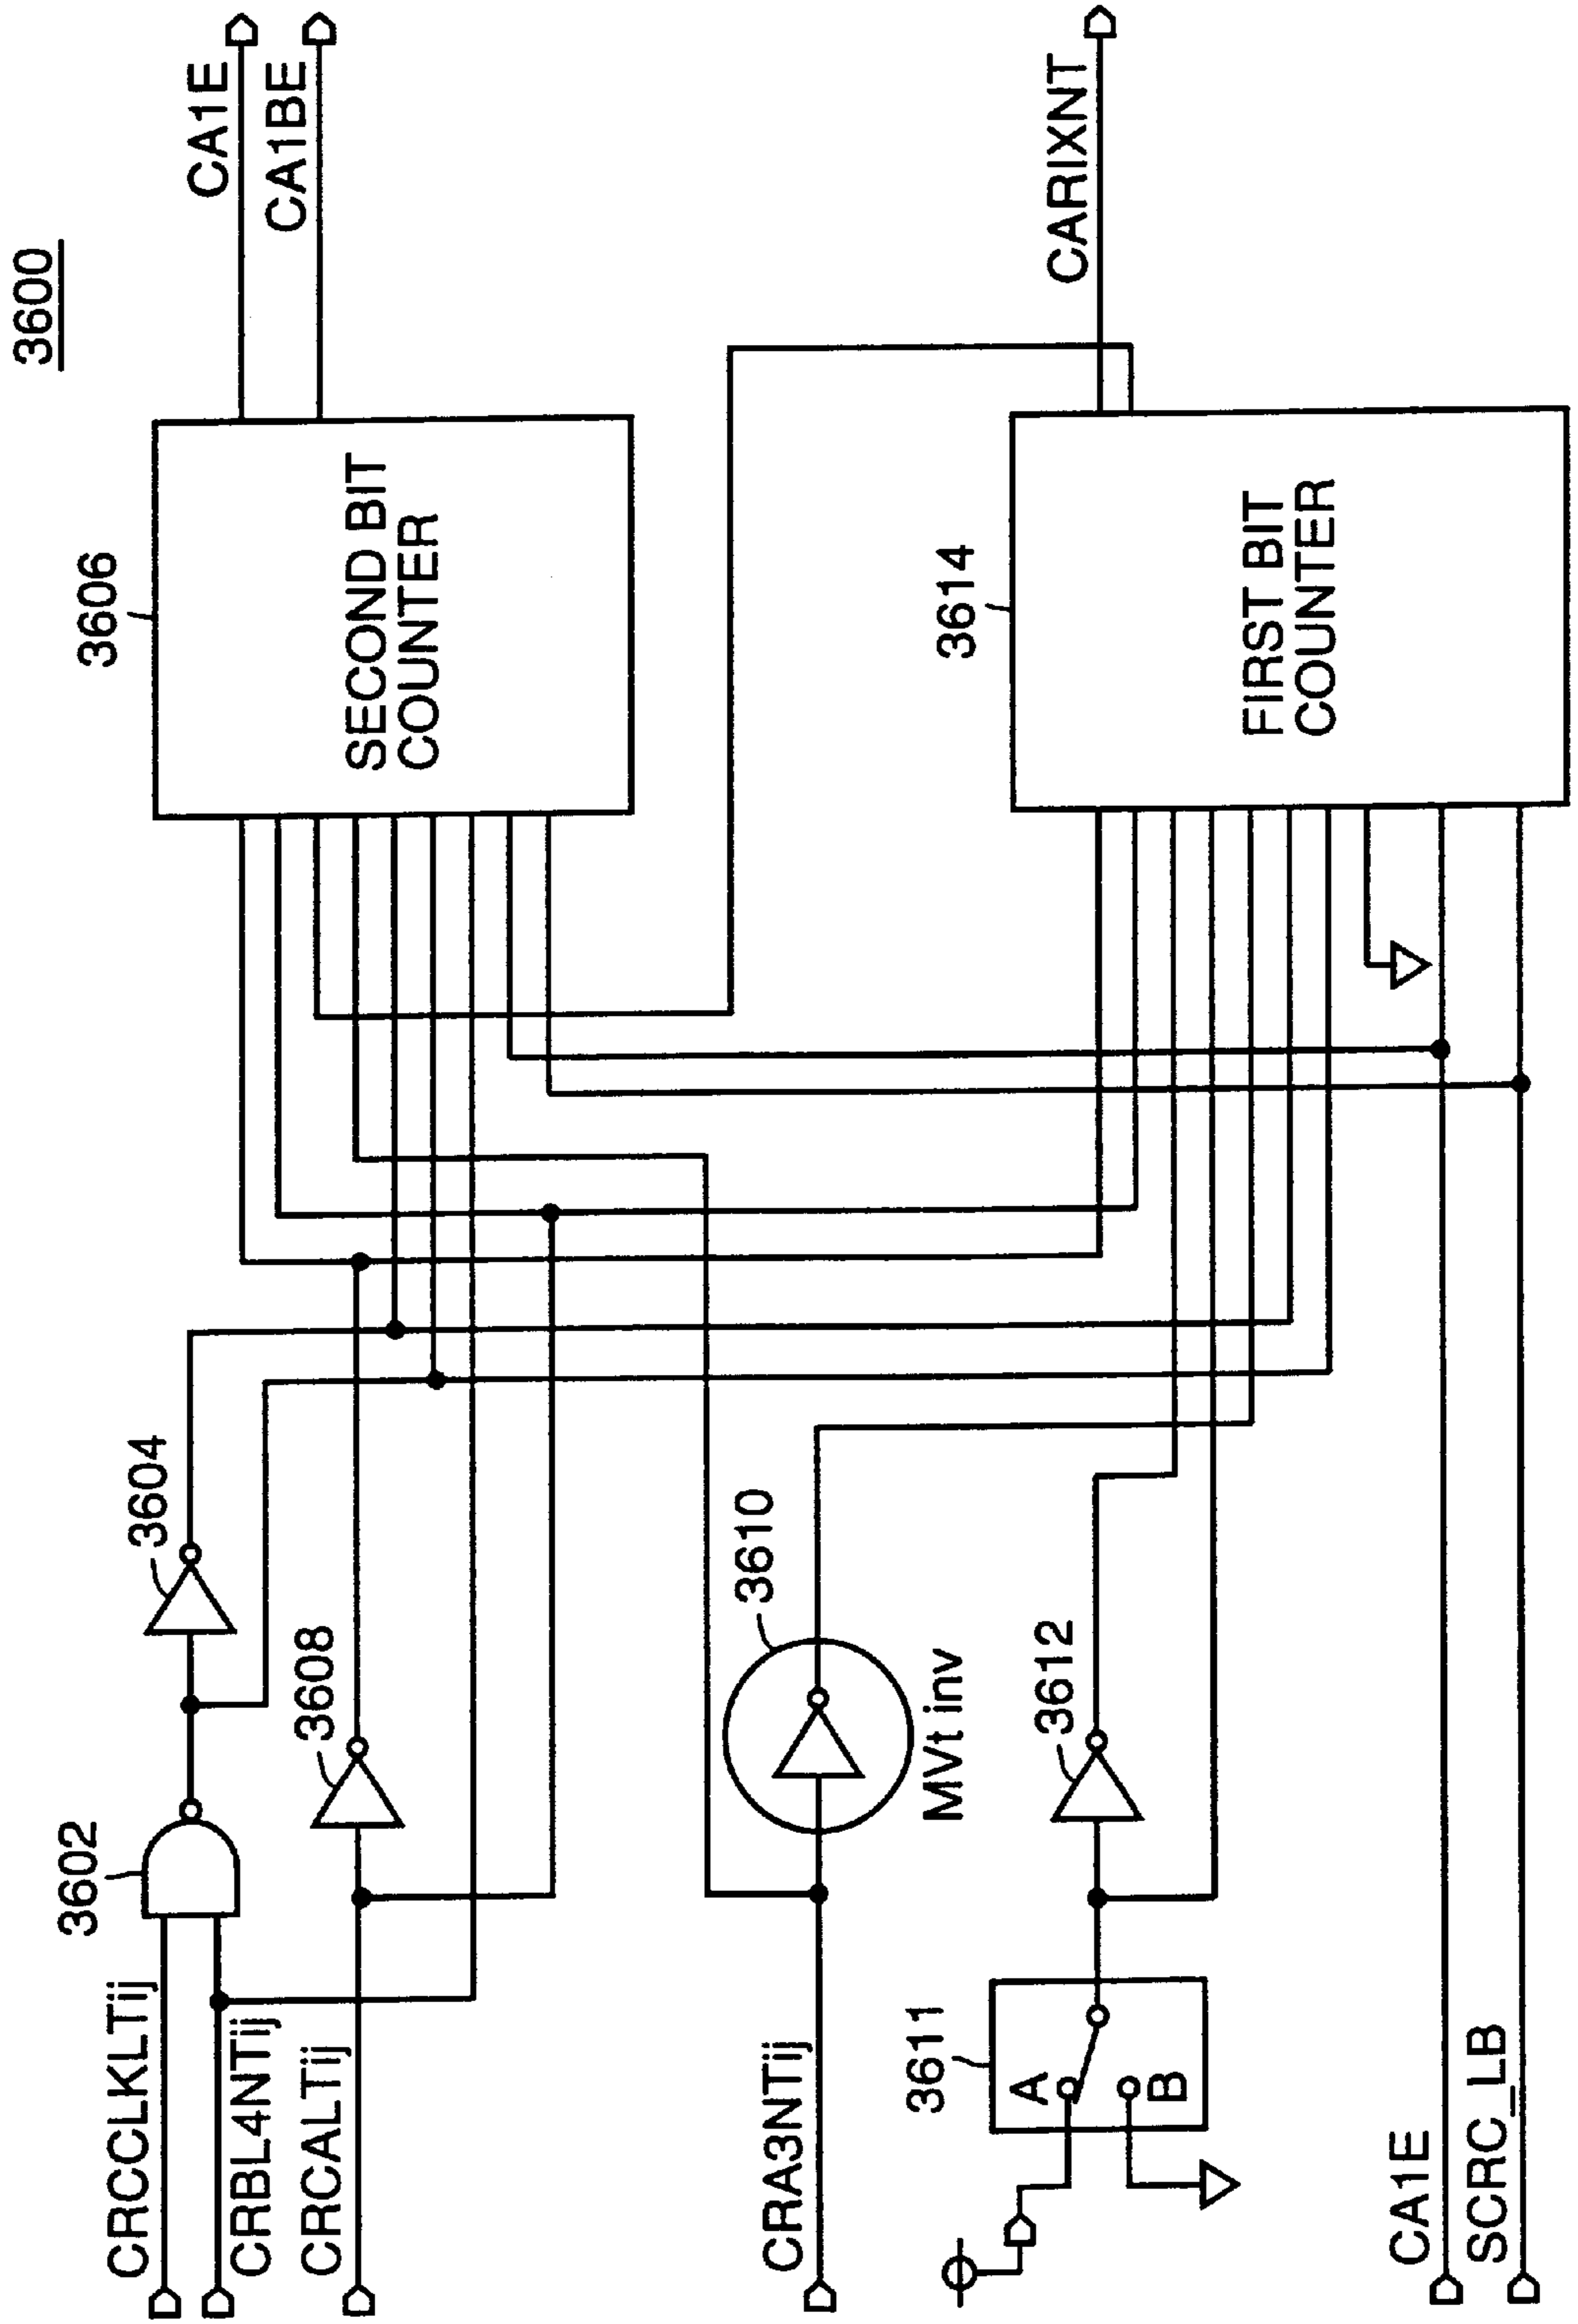 3600
CRCCLKLTij
CRBL4NTij
CRCALTij
3602
3604
3608
3606
SECOND BIT
COUNTER
CA1E
CA1BE
CRA3NTij
3610
MVt inv
3611
A
B
3612
3614
FIRST BIT
COUNTER
CARIXNT
CA1E
SCRC_LB